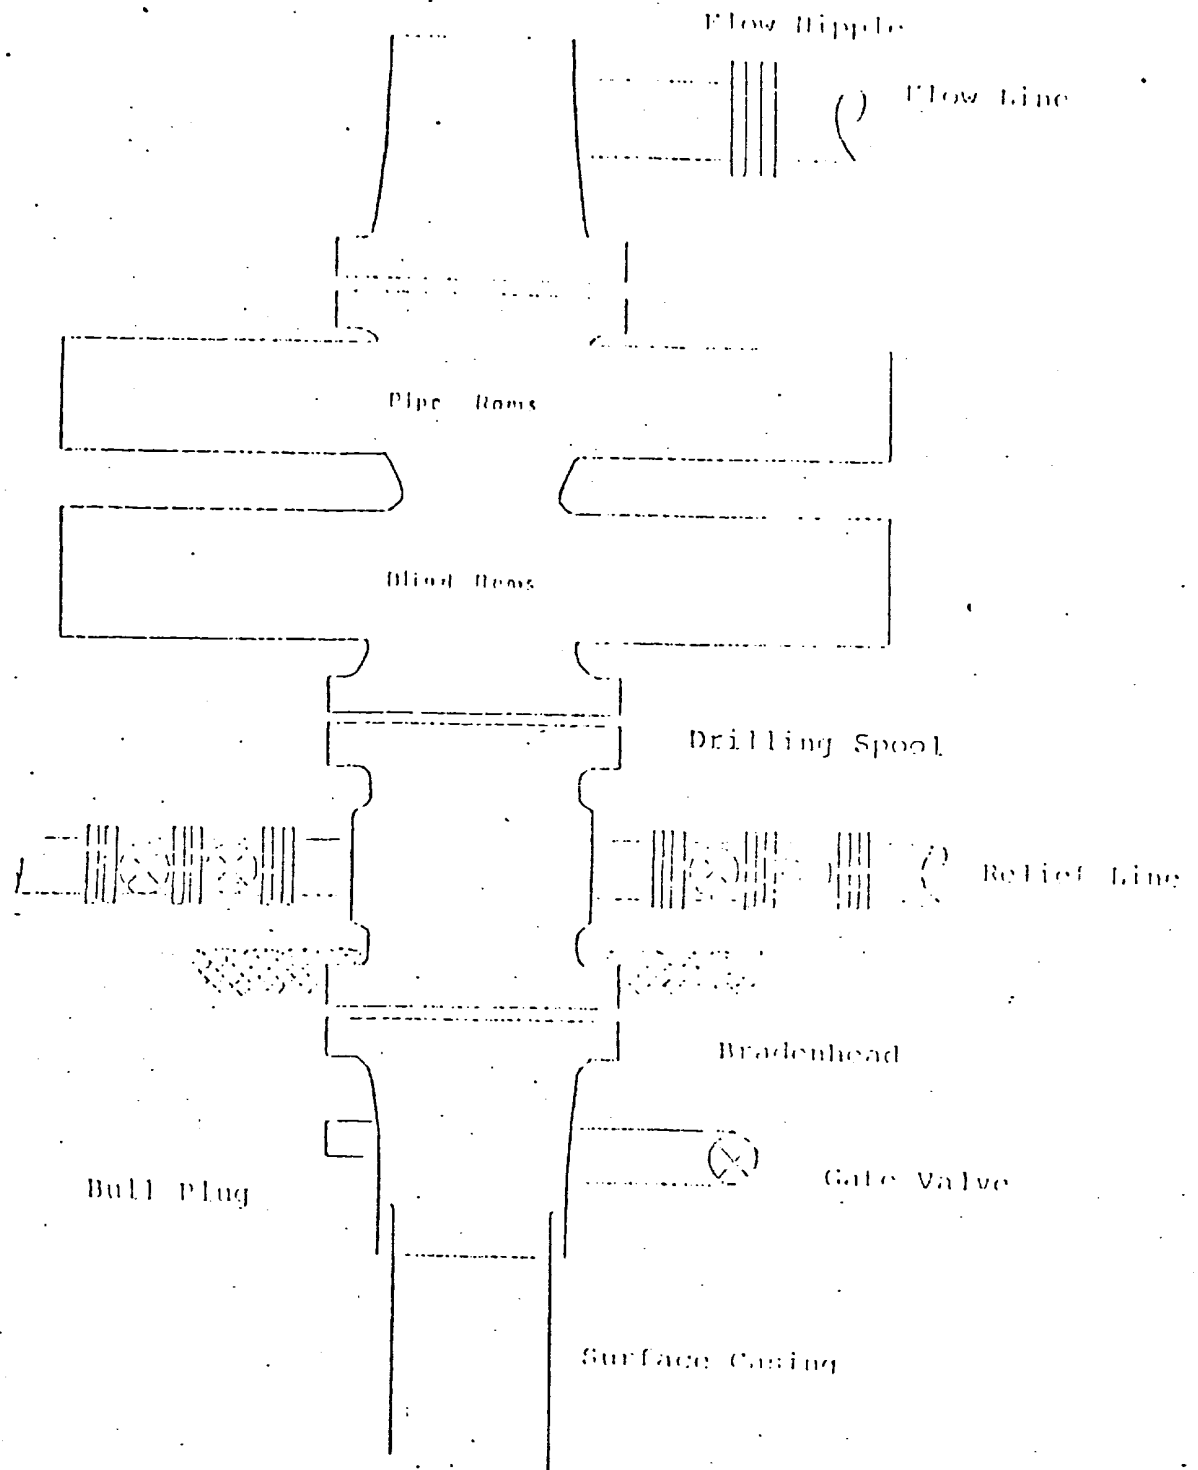 Flow Nipple
Flow Line
Pipe Rams
Blind Rams
Drilling Spool
Relief Line
Bradenhead
Gate Valve
Bull Plug
Surface Casing